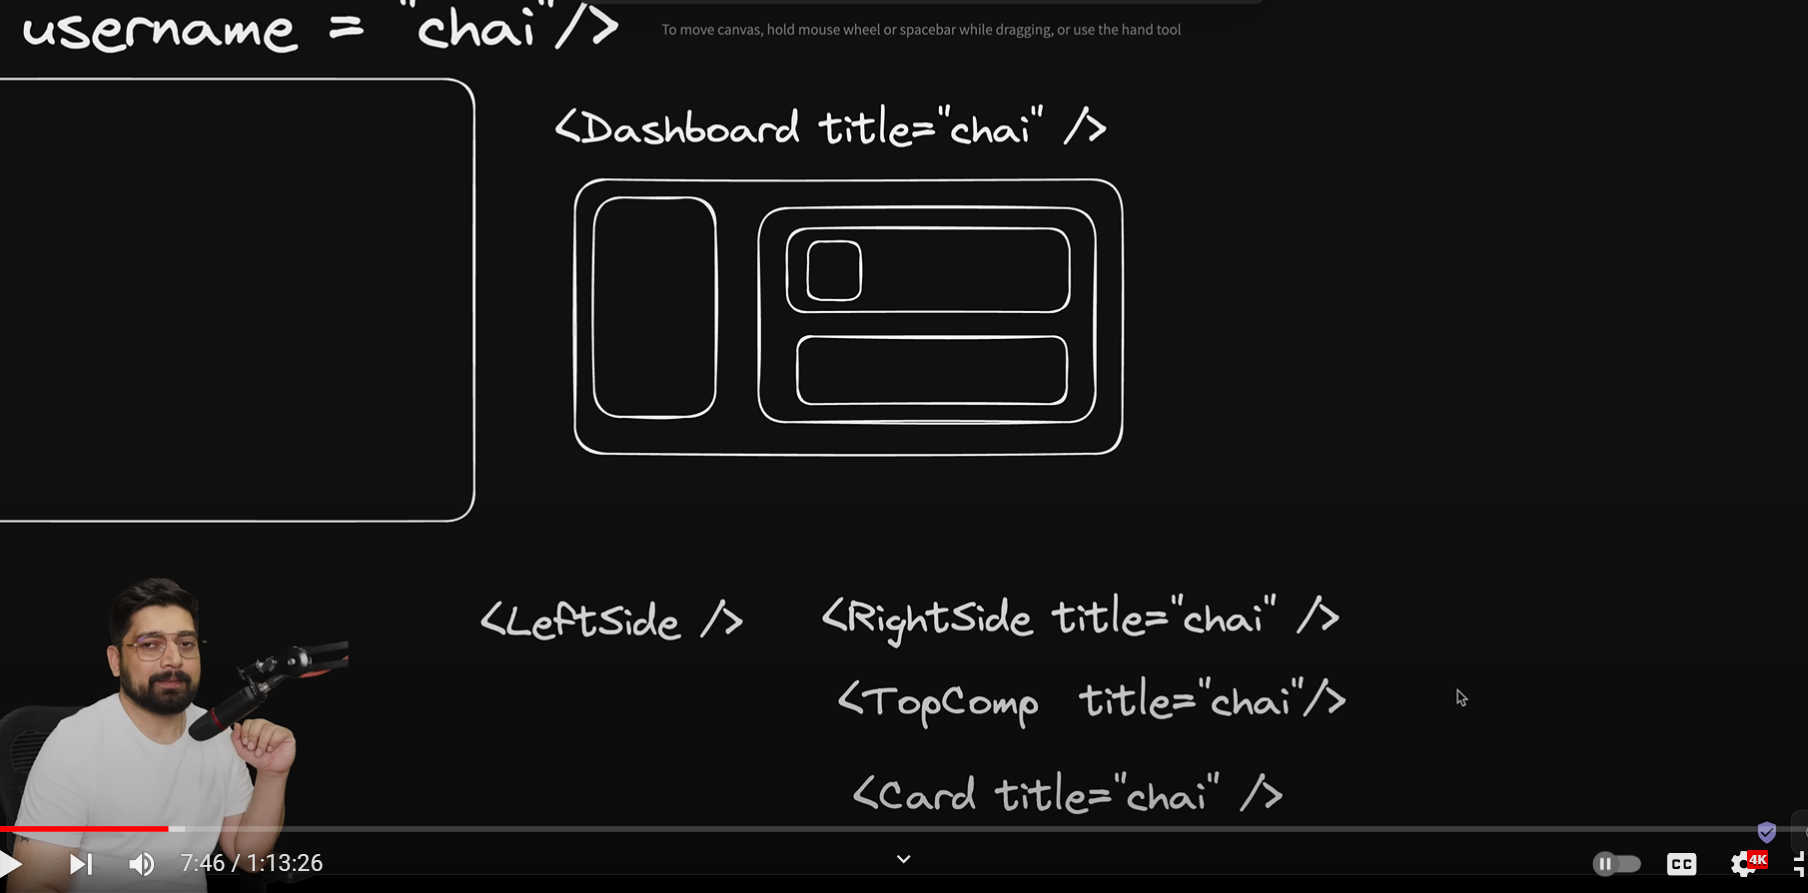 username = "chai"/>
To move canvas, hold mouse wheel or spacebar while dragging, or use the hand tool
<Dashboard title="chai" />
<LeftSide />
<RightSide title="chai" />
<TopComp title="chai"/>
<Card title="chai" />
7:46 / 1:13:26
CC
4K